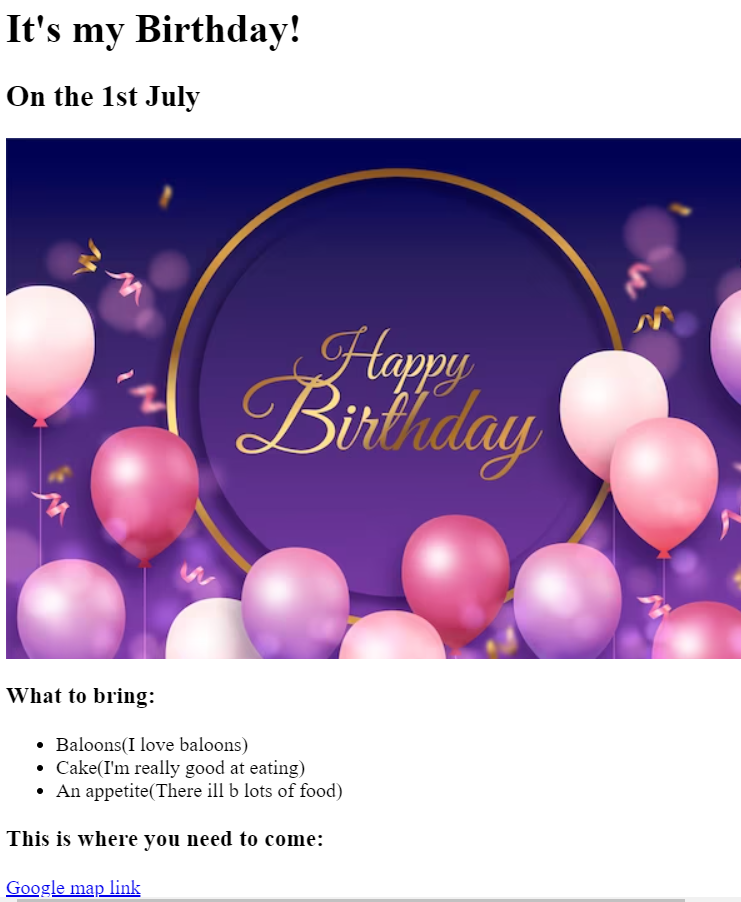 It's my Birthday!
On the 1st July
Happy
Birthday
What to bring:
Baloons(I love baloons)
Cake(I'm really good at eating)
An appetite(There ill b lots of food)
This is where you need to come:
Google map link